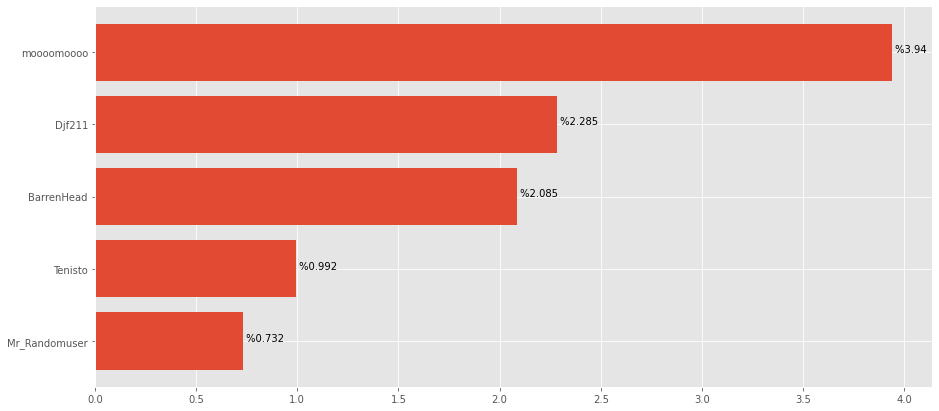 moooomoooo
%3.94
Djf211
%2.285
BarrenHead
%2.085
Tenisto
%0.992
Mr_Randomuser
%0.732
0.0 0.5 1.0 1.5 2.0 2.5 3.0 3.5 4.0